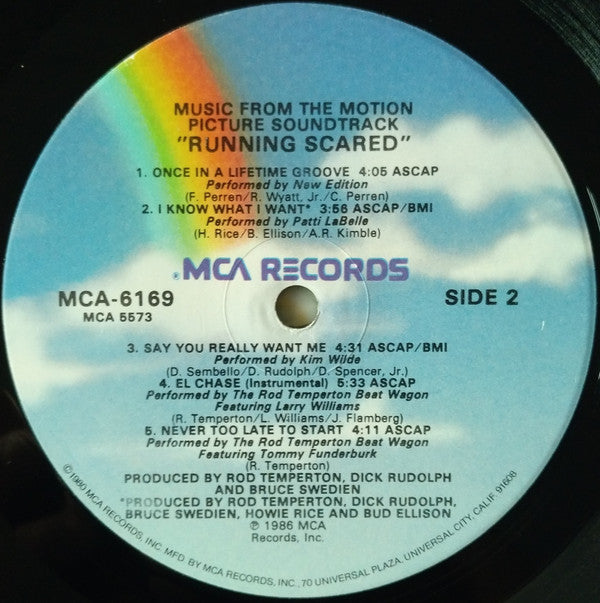 MUSIC FROM THE MOTION
PICTURE SOUNDTRACK
"RUNNING SCARED"
1. ONCE IN A LIFETIME GROOVE 4:05 ASCAP
Performed by New Edition
(F. Perren/R. Wyatt, Jr./C. Perren)
2. I KNOW WHAT I WANT* 3:56 ASCAP/BMI
Performed by Patti LaBelle
(H. Rice/B. Ellison/A.R. Kimble)
MCA RECORDS
MCA-6169
MCA 5573
SIDE 2
3. SAY YOU REALLY WANT ME 4:31 ASCAP/BMI
Performed by Kim Wilde
(D. Sembello/D. Rudolph/D. Spencer, Jr.)
4. EL CHASE (Instrumental) 5:33 ASCAP
Performed by The Rod Temperton Beat Wagon
Featuring Larry Williams
(R. Temperton/L. Williams/J. Flamberg)
5. NEVER TOO LATE TO START 4:11 ASCAP
Performed by The Rod Temperton Beat Wagon
Featuring Tommy Funderburk
(R. Temperton)
PRODUCED BY ROD TEMPERTON, DICK RUDOLPH
AND BRUCE SWEDIEN
*PRODUCED BY ROD TEMPERTON, DICK RUDOLPH,
BRUCE SWEDIEN, HOWIE RICE AND BUD ELLISON
℗ 1986 MCA
Records, Inc.
© 1980 MCA RECORDS, INC. MFD. BY MCA RECORDS, INC., 70 UNIVERSAL PLAZA, UNIVERSAL CITY, CALIF. 91608